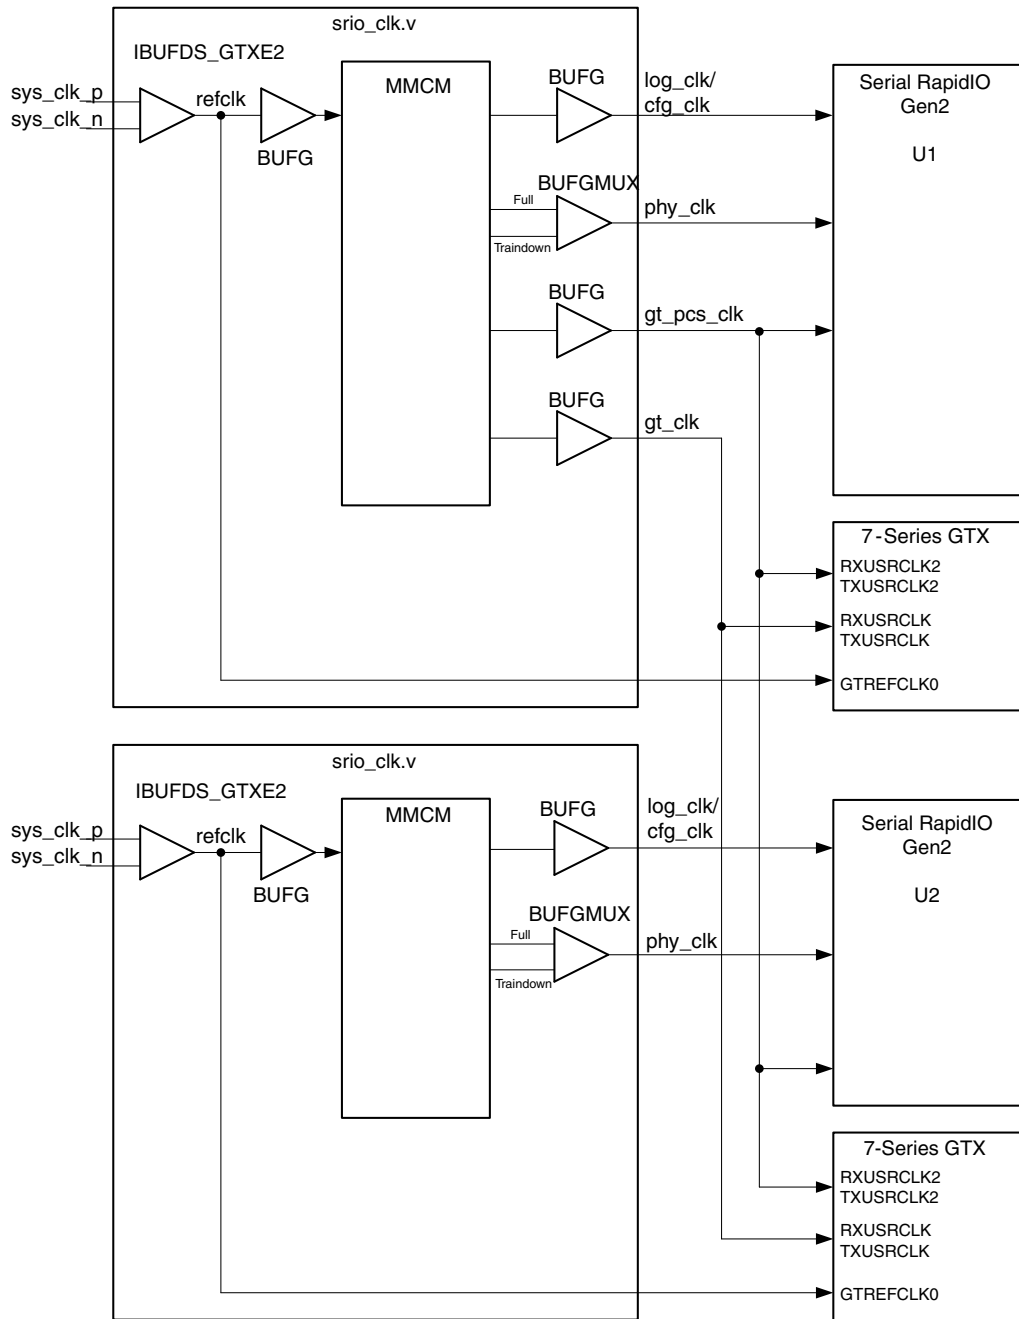 srio_clk.v
IBUFDS_GTXE2
sys_clk_p
sys_clk_n
refclk
BUFG
MMCM
BUFG
log_clk/
cfg_clk
BUFGMUX
Full
Traindown
phy_clk
BUFG
gt_pcs_clk
BUFG
gt_clk
Serial RapidIO
Gen2
U1
7-Series GTX
RXUSRCLK2
TXUSRCLK2
RXUSRCLK
TXUSRCLK
GTREFCLK0
srio_clk.v
IBUFDS_GTXE2
sys_clk_p
sys_clk_n
refclk
BUFG
MMCM
BUFG
log_clk/
cfg_clk
BUFGMUX
Full
Traindown
phy_clk
Serial RapidIO
Gen2
U2
7-Series GTX
RXUSRCLK2
TXUSRCLK2
RXUSRCLK
TXUSRCLK
GTREFCLK0